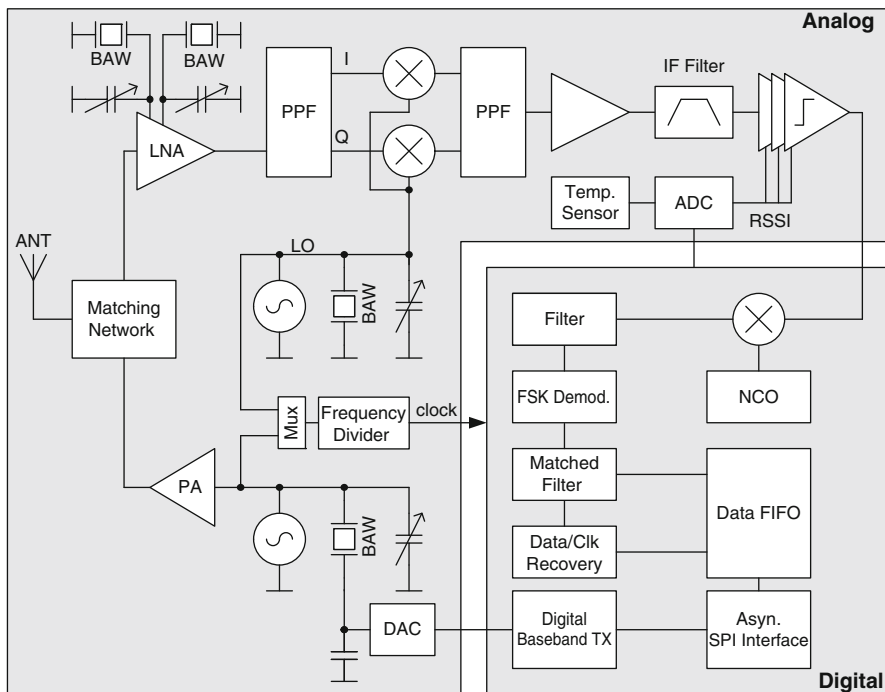 Analog
BAW
BAW
I
Q
LNA
PPF
PPF
IF Filter
Temp.
Sensor
ADC
RSSI
ANT
LO
Matching
Network
BAW
Filter
FSK Demod.
NCO
Mux
Frequency
Divider
clock
Matched
Filter
Data FIFO
PA
BAW
Data/Clk
Recovery
DAC
Digital
Baseband TX
Asyn.
SPI Interface
Digital